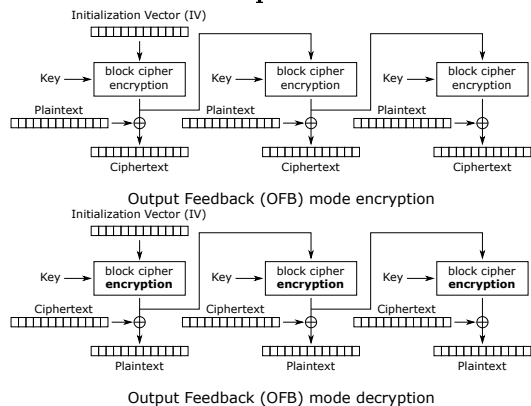 Initialization Vector (IV)
Key
block cipher
encryption
Key
block cipher
encryption
Key
block cipher
encryption
Plaintext
Plaintext
Plaintext
Ciphertext
Ciphertext
Ciphertext
Output Feedback (OFB) mode encryption
Initialization Vector (IV)
Key
block cipher
encryption
Key
block cipher
encryption
Key
block cipher
encryption
Ciphertext
Ciphertext
Ciphertext
Plaintext
Plaintext
Plaintext
Output Feedback (OFB) mode decryption